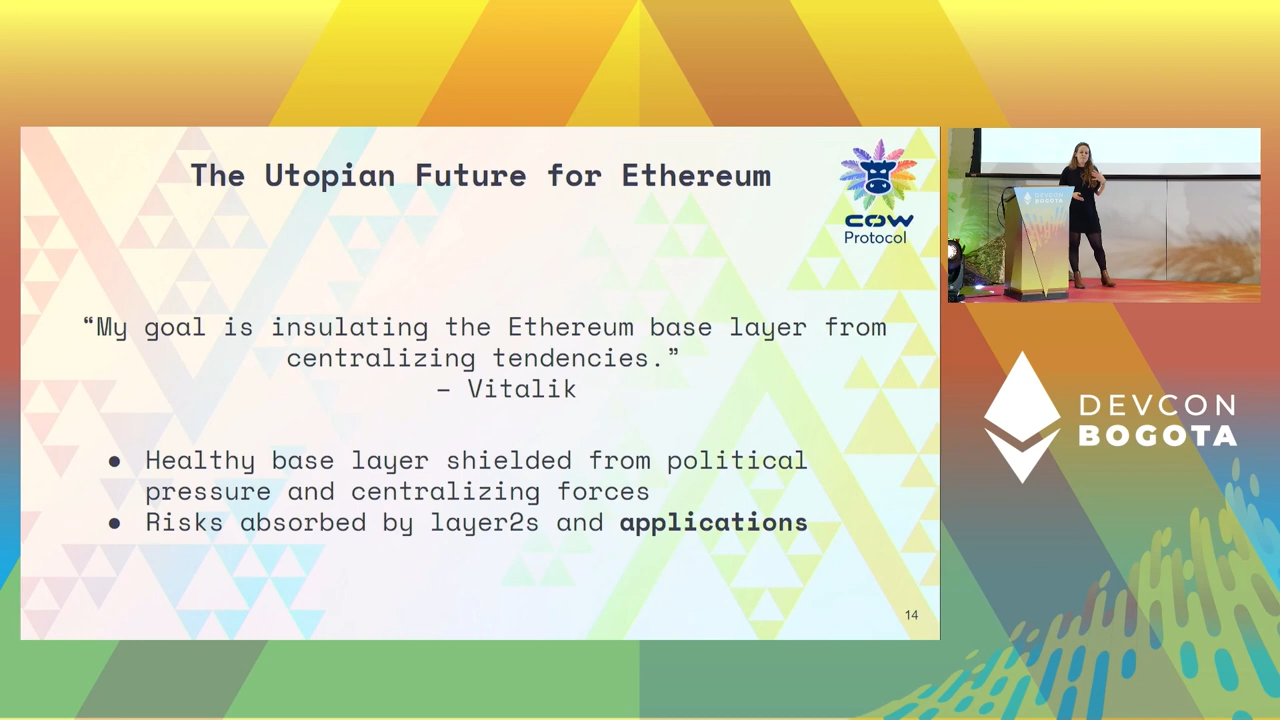 The Utopian Future for Ethereum
COW
Protocol
“My goal is insulating the Ethereum base layer from
centralizing tendencies.”
– Vitalik
● Healthy base layer shielded from political
pressure and centralizing forces
● Risks absorbed by layer2s and applications
14
DEVCON
BOGOTA
DEVCON
BOGOTA